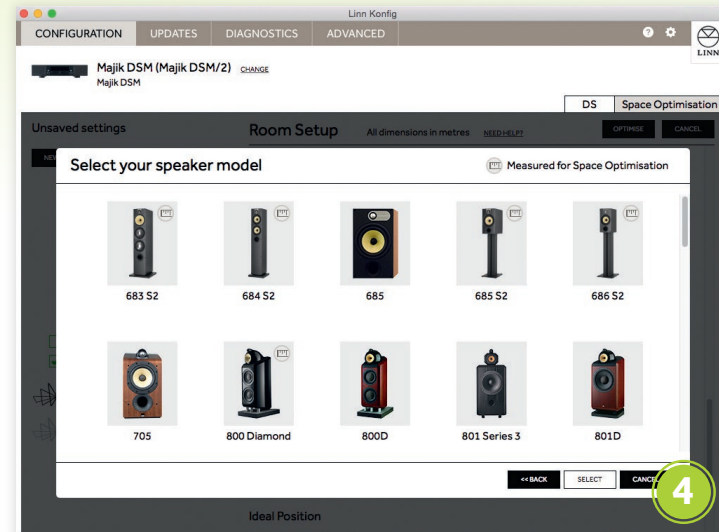 Linn Konfig
CONFIGURATION UPDATES DIAGNOSTICS ADVANCED ?
LINN
Majik DSM (Majik DSM/2) CHANGE
Majik DSM
DS Space Optimisation
Unsaved settings Room Setup All dimensions in metres NEED HELP? OPTIMISE CANCEL
NEW
Select your speaker model Measured for Space Optimisation
683 S2 684 S2 685 685 S2 686 S2
705 800 Diamond 800D 801 Series 3 801D
<< BACK SELECT CANCEL
4
Ideal Position